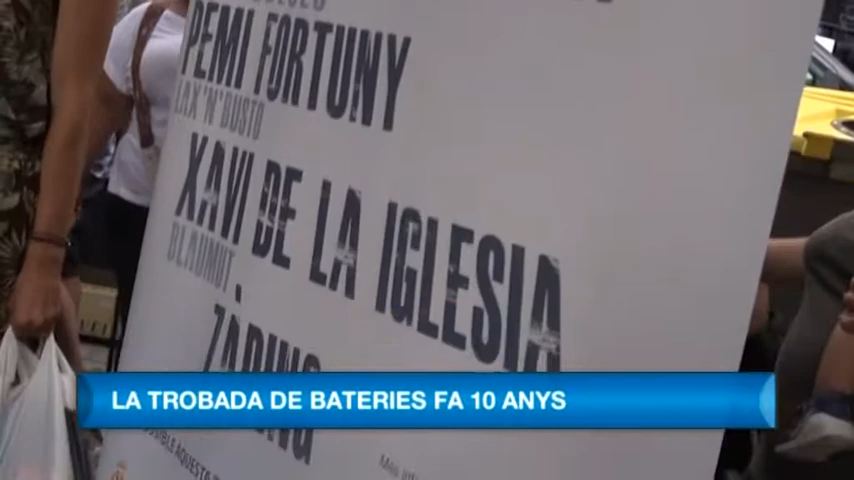 PEMI FORTUNY
LAX'N'BUSTO
XAVI DE LA IGLESIA
BLAUMUT
LA TROBADA DE BATERIES FA 10 ANYS